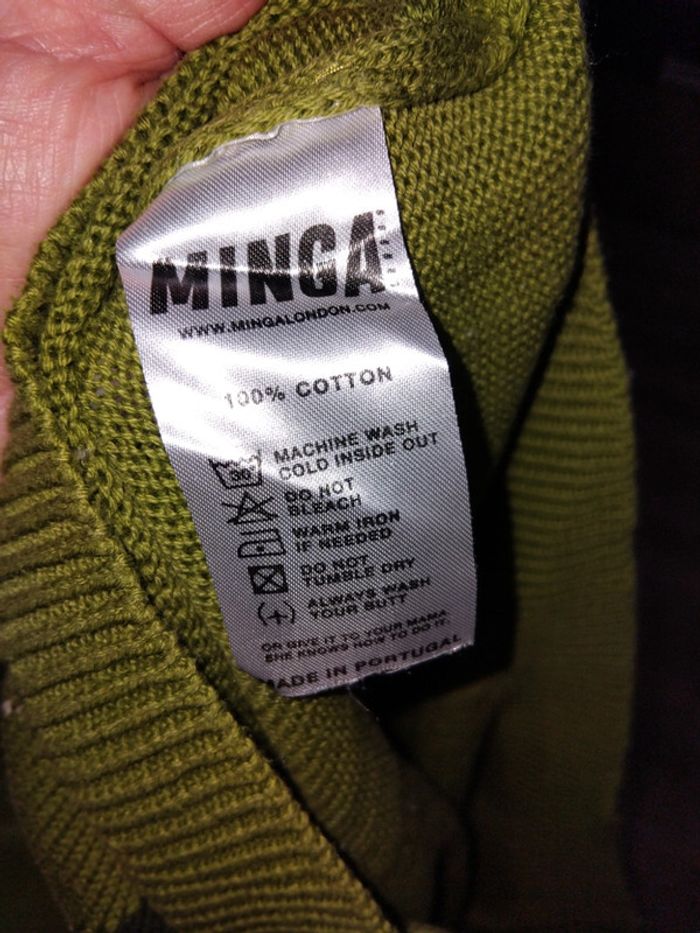 MINGA
LONDON
WWW.MINGALONDON.COM
100% COTTON
30
MACHINE WASH
COLD INSIDE OUT
DO NOT
BLEACH
WARM IRON
IF NEEDED
DO NOT
TUMBLE DRY
ALWAYS WASH
YOUR BUTT
OR GIVE IT TO YOUR MAMA
SHE KNOWS HOW TO DO IT.
MADE IN PORTUGAL